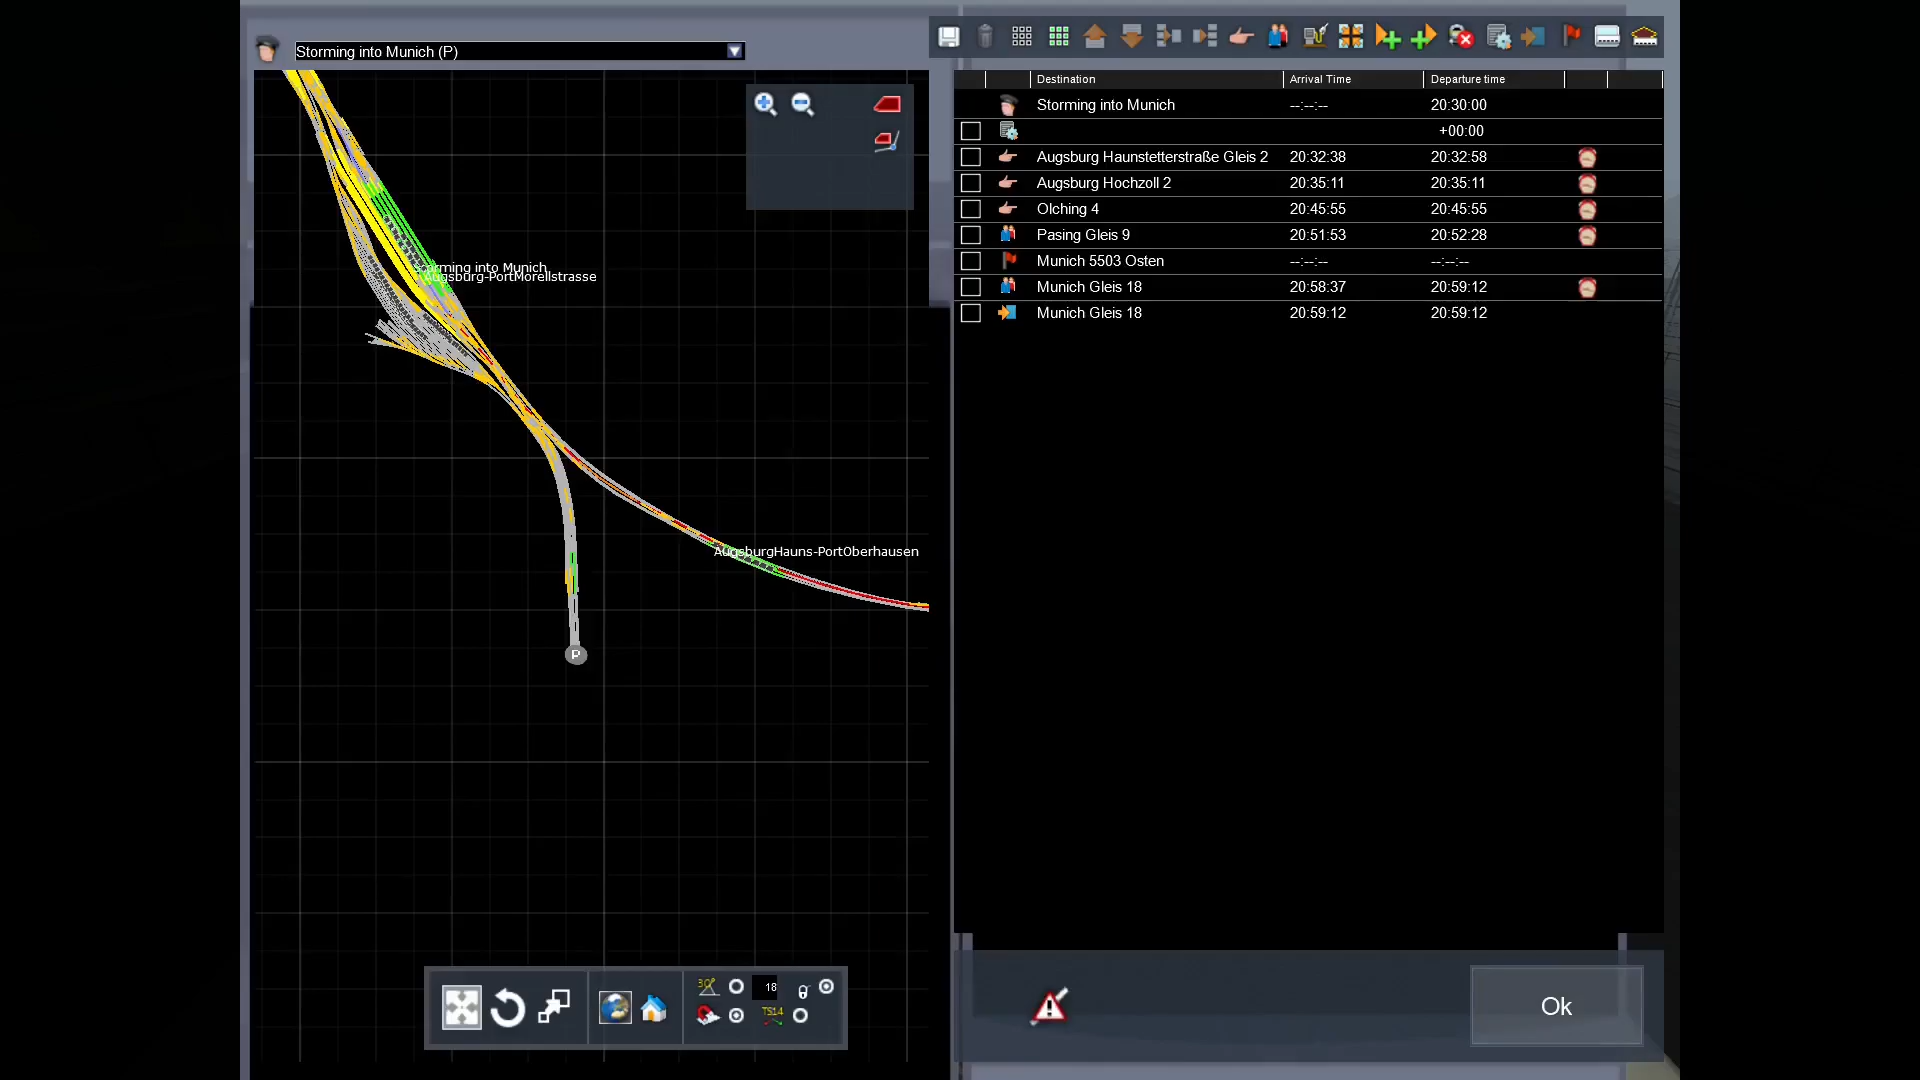 Storming into Munich (P)
Destination Arrival Time Departure time
Storming into Munich --:--:-- 20:30:00
+00:00
Augsburg Haunstetterstraße Gleis 2 20:32:38 20:32:58
Augsburg Hochzoll 2 20:35:11 20:35:11
Olching 4 20:45:55 20:45:55
Pasing Gleis 9 20:51:53 20:52:28
Munich 5503 Osten --:--:-- --:--:--
Munich Gleis 18 20:58:37 20:59:12
Munich Gleis 18 20:59:12 20:59:12
Storming into Munich
Augsburg-PortMorellstrasse
AugsburgHauns-PortOberhausen
P
30° 18
TS14
Ok